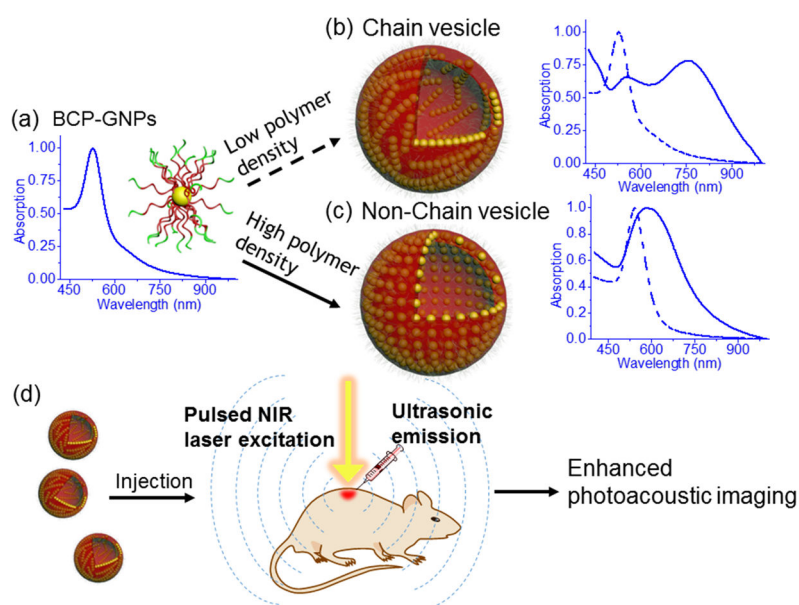 (b) Chain vesicle
(a) BCP-GNPs
Low polymer
density
High polymer
density
(c) Non-Chain vesicle
Absorption
1.00
0.75
0.50
0.25
0.00
450 600 750 900
Wavelength (nm)
Absorption
1.00
0.75
0.50
0.25
0.00
450 600 750 900
Wavelength (nm)
Absorption
1.0
0.8
0.6
0.4
0.2
0.0
450 600 750 900
Wavelength (nm)
(d)
Injection
Pulsed NIR
laser excitation
Ultrasonic
emission
Enhanced
photoacoustic imaging